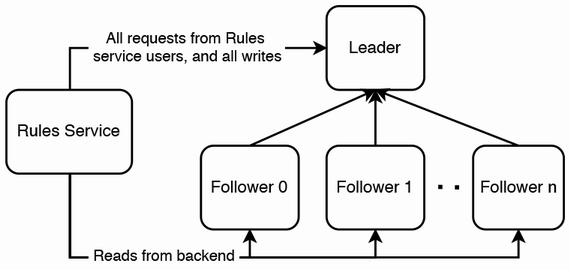 All requests from Rules
service users, and all writes
Leader
Rules Service
Follower 0
Follower 1
. .
Follower n
Reads from backend